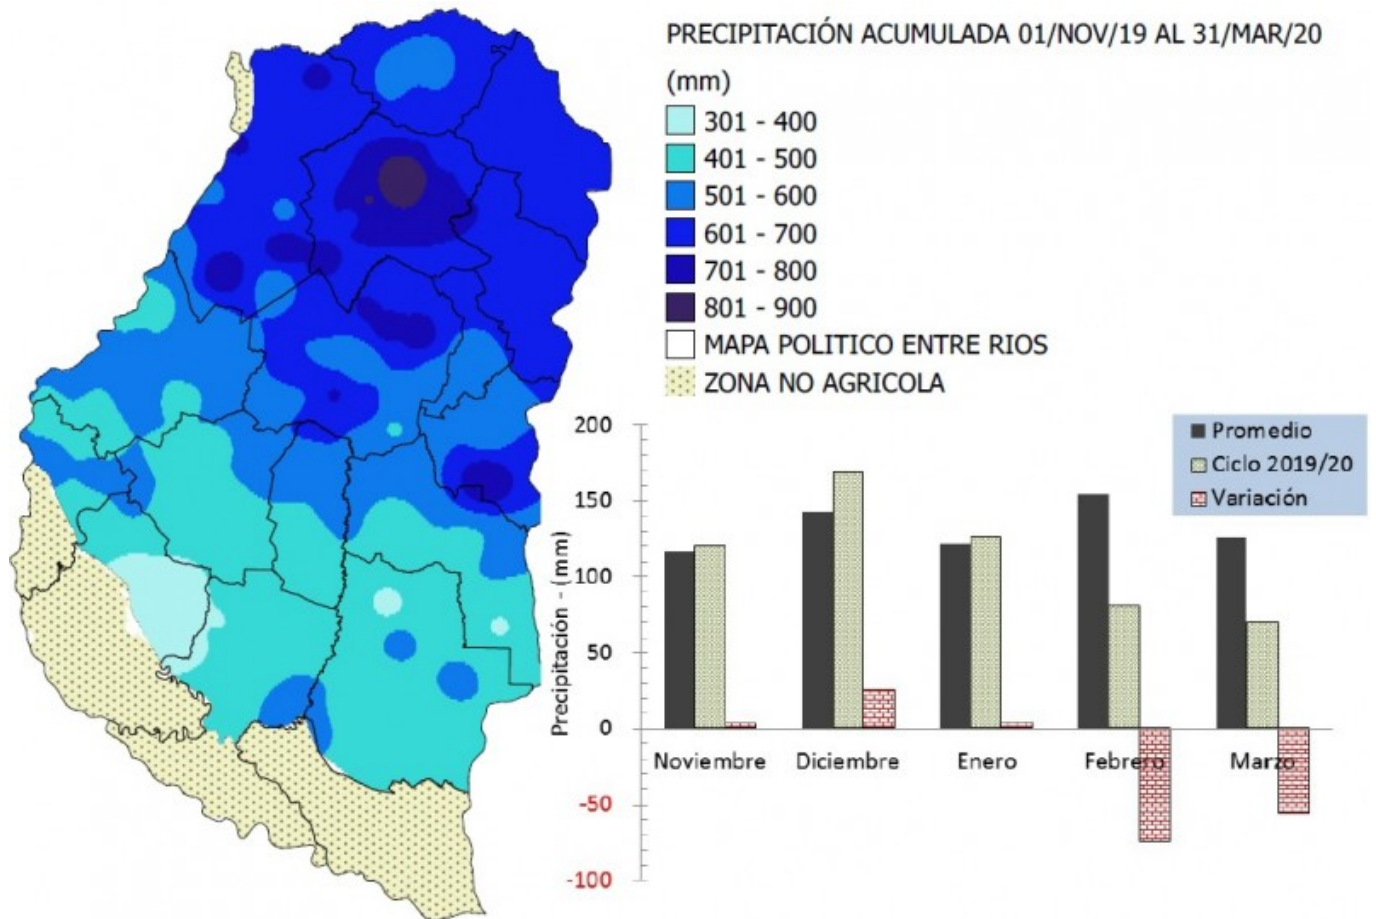 PRECIPITACIÓN ACUMULADA 01/NOV/19 AL 31/MAR/20
(mm)
301 - 400
401 - 500
501 - 600
601 - 700
701 - 800
801 - 900
MAPA POLITICO ENTRE RIOS
ZONA NO AGRICOLA
Promedio
Ciclo 2019/20
Variación
Precipitación - (mm)
200
150
100
50
0
-50
-100
Noviembre Diciembre Enero Febrero Marzo